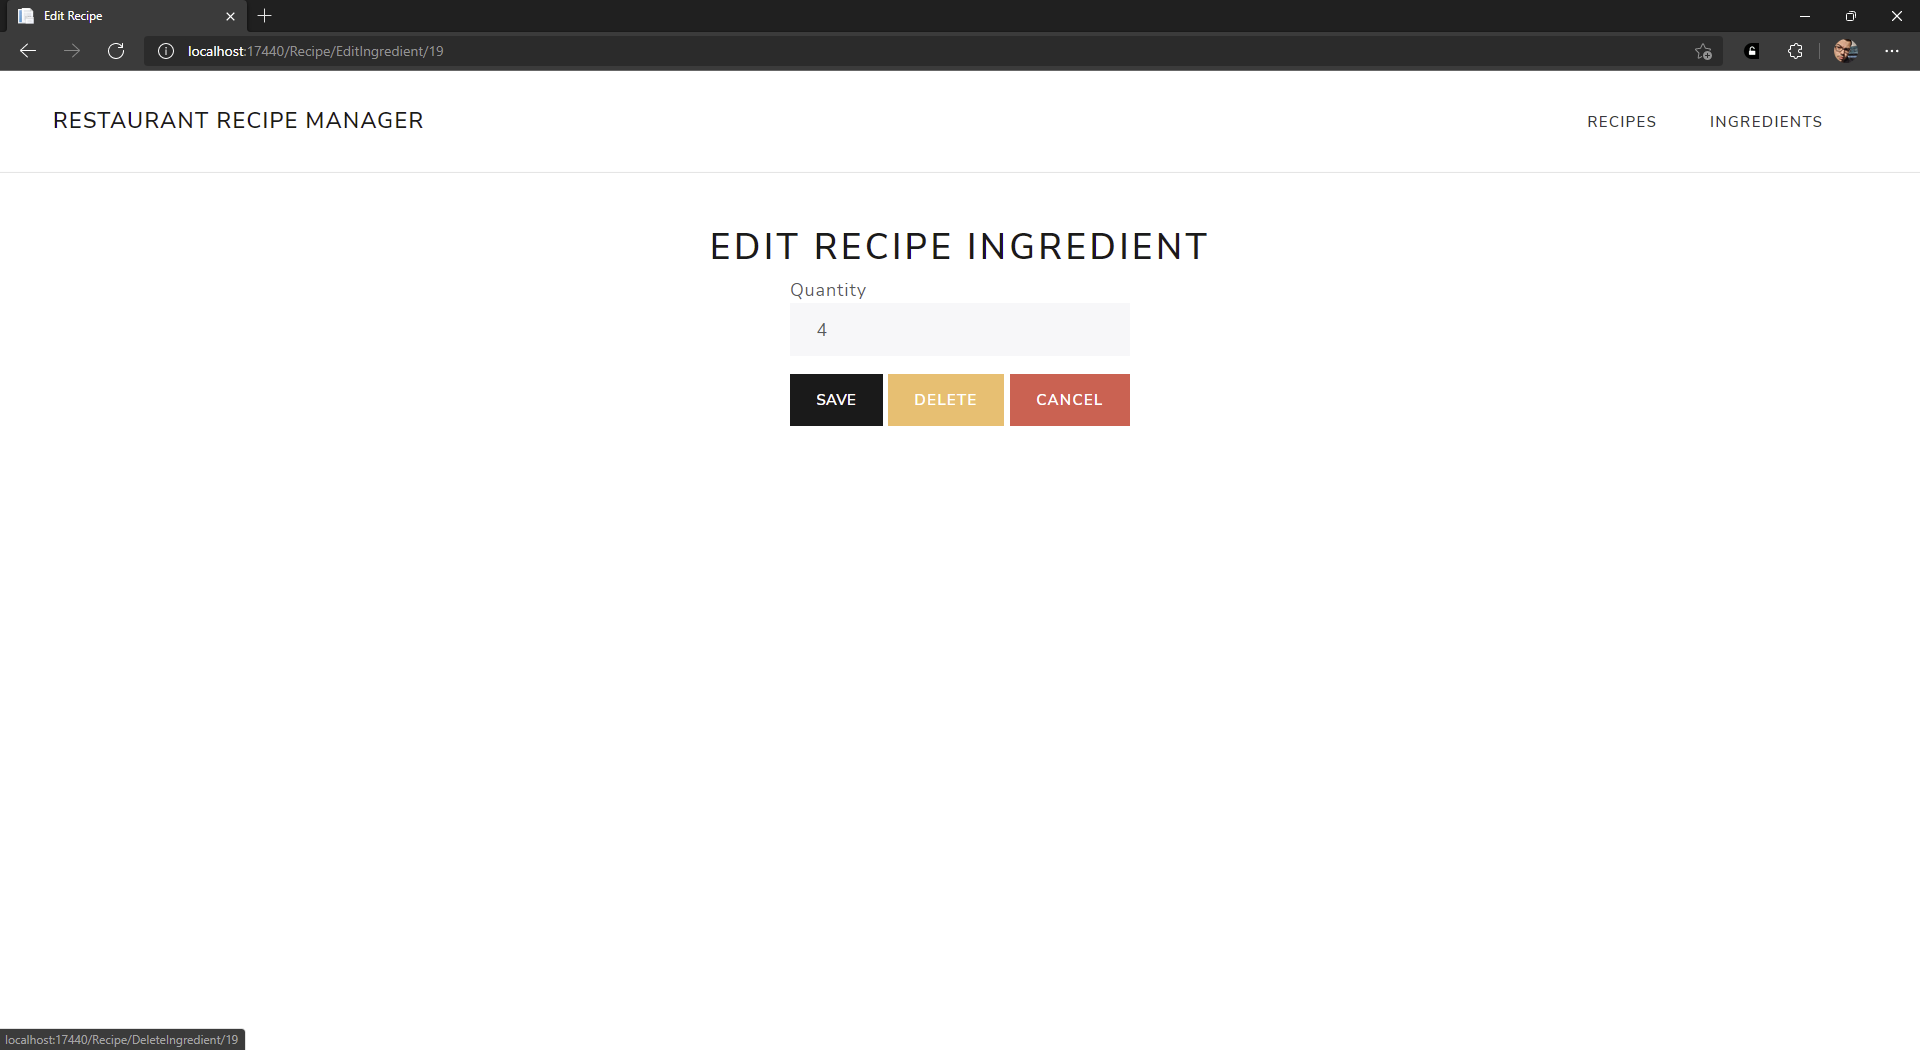 Edit Recipe
localhost:17440/Recipe/EditIngredient/19
RESTAURANT RECIPE MANAGER
RECIPES
INGREDIENTS
EDIT RECIPE INGREDIENT
Quantity
4
SAVE
DELETE
CANCEL
localhost:17440/Recipe/DeleteIngredient/19